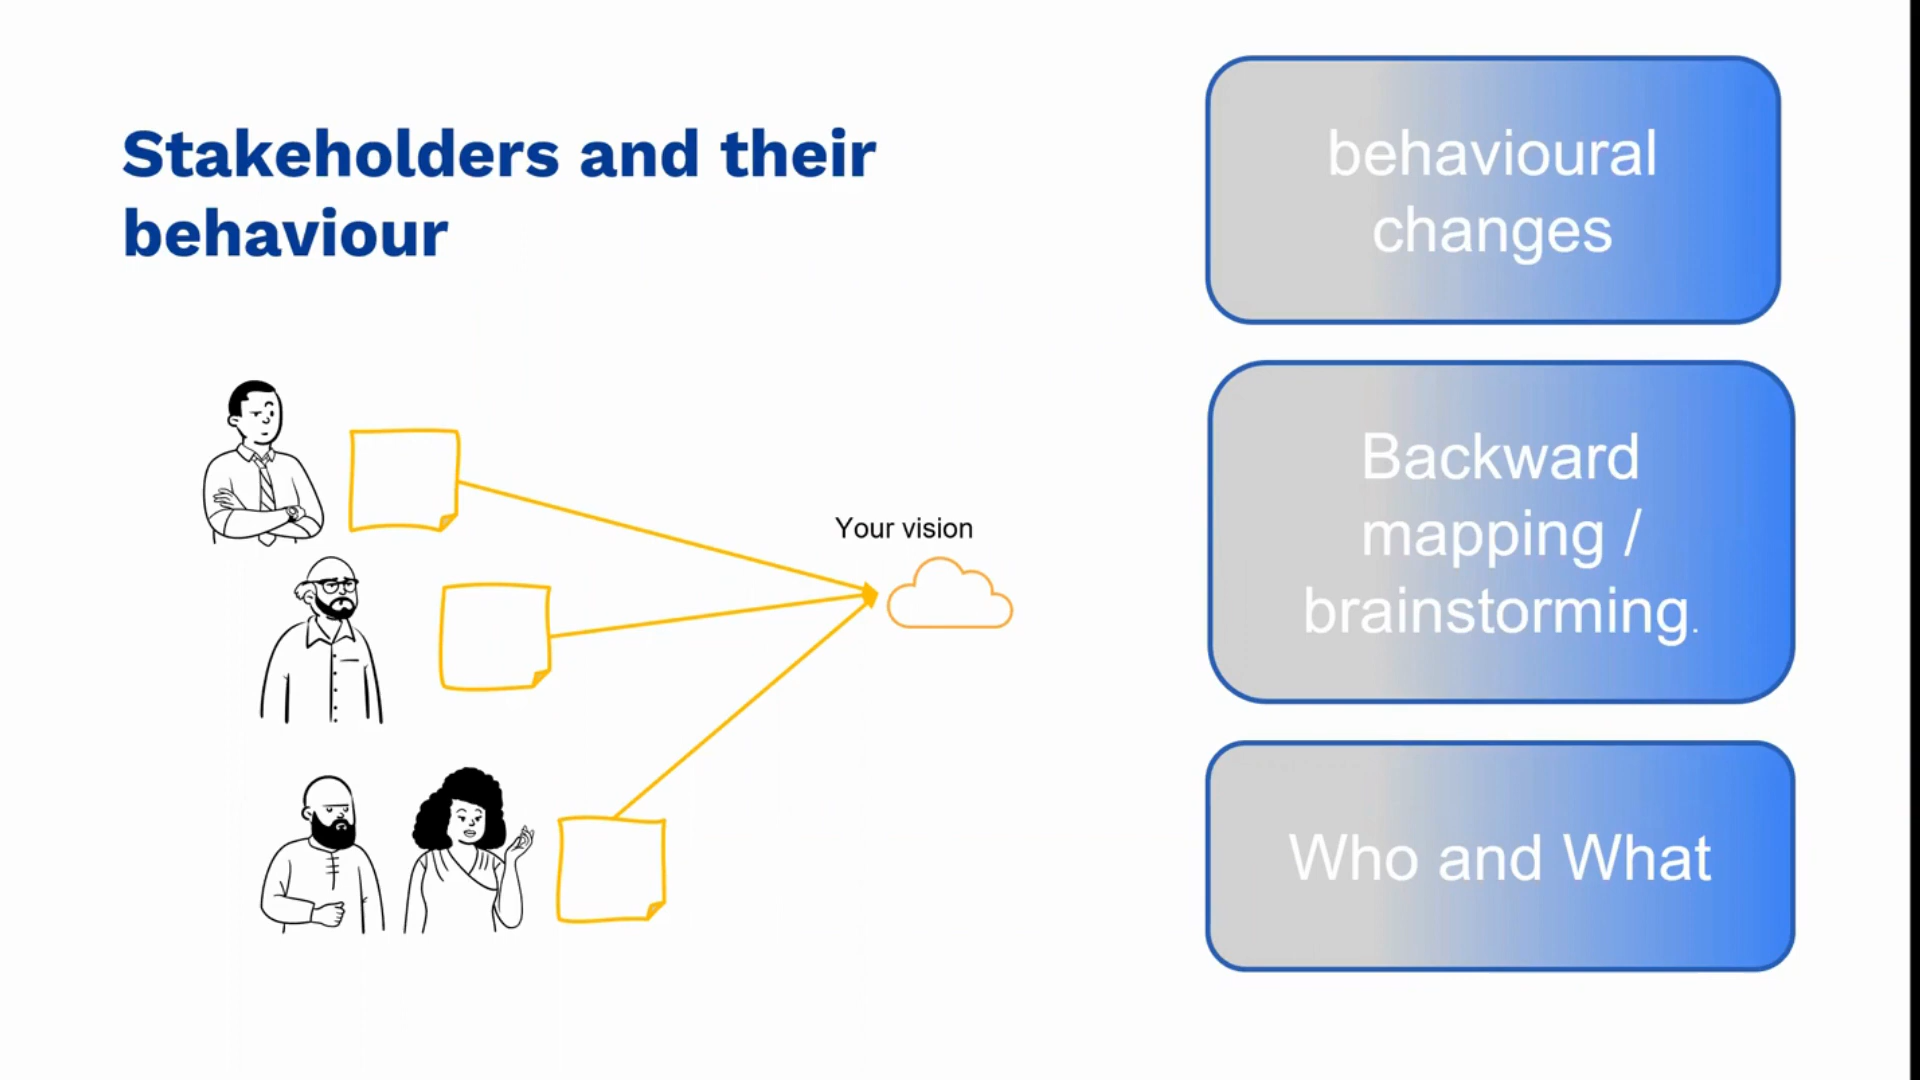 Stakeholders and their
behaviour
Your vision
behavioural
changes
Backward
mapping /
brainstorming.
Who and What